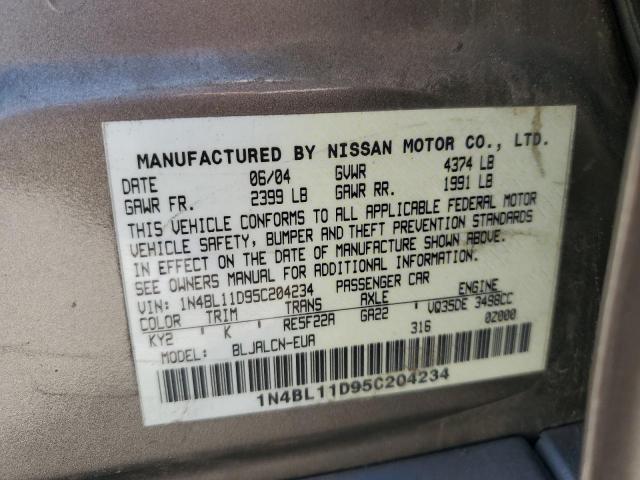 MANUFACTURED BY NISSAN MOTOR CO., LTD.
DATE 06/04 GVWR 4374 LB
GAWR FR. 2399 LB GAWR RR. 1991 LB
THIS VEHICLE CONFORMS TO ALL APPLICABLE FEDERAL MOTOR
VEHICLE SAFETY, BUMPER AND THEFT PREVENTION STANDARDS
IN EFFECT ON THE DATE OF MANUFACTURE SHOWN ABOVE.
SEE OWNERS MANUAL FOR ADDITIONAL INFORMATION.
VIN: 1N4BL11D95C204234 PASSENGER CAR
COLOR TRIM TRANS AXLE ENGINE
KY2 K RE5F22A GA22 VQ35DE 3498CC
MODEL: BLJALCN-EUA 316 02000
1N4BL11D95C204234